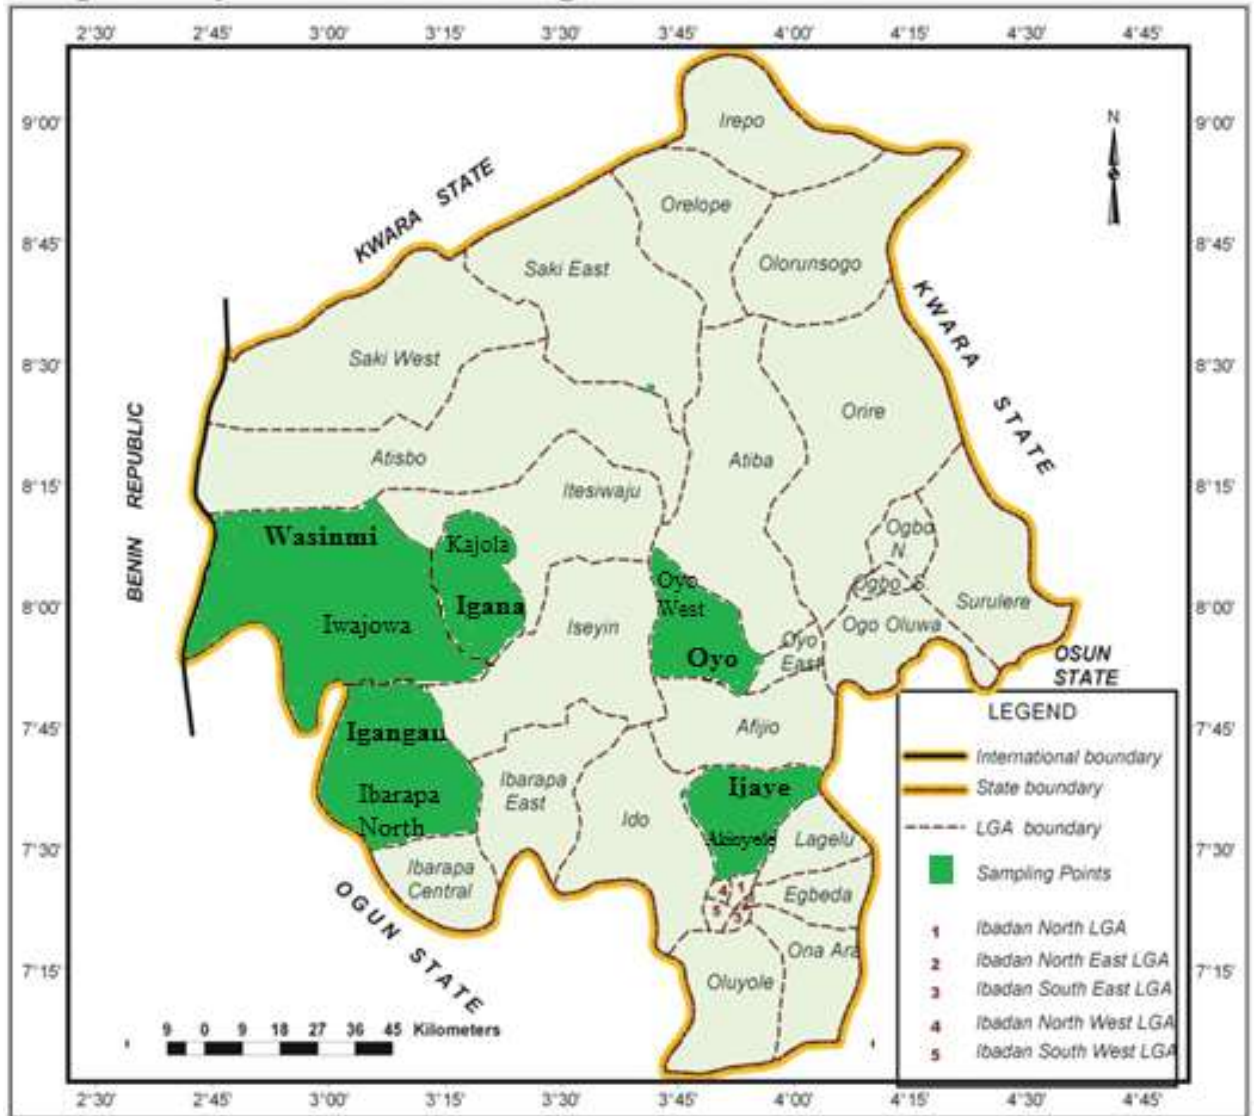 2°30' 2°45' 3°00' 3°15' 3°30' 3°45' 4°00' 4°15' 4°30' 4°45'
9°00' 9°00'
8°45' 8°45'
8°30' 8°30'
8°15' 8°15'
8°00' 8°00'
7°45' 7°45'
7°30' 7°30'
7°15' 7°15'
N
KWARA STATE
KWARA STATE
BENIN REPUBLIC
OSUN
STATE
OGUN STATE
Irepo
Orelope
Olorunsogo
Saki East
Saki West
Orire
Atisbo
Atiba
Itesiwaju
Wasinmi
Kajola
Igana
Iwajowa
Iseyin
Oyo
West
Oyo
Oyo
East
Ogbo
N
Ogbo S
Ogo Oluwa
Surulere
Igangau
Ibarapa
North
Ibarapa
East
Ibarapa
Central
Ido
Afijio
Ijaye
Lagelu
Egbeda
Ona Ara
Oluyole
4 1
5 3
LEGEND
International boundary
State boundary
LGA boundary
Sampling Points
1 Ibadan North LGA
2 Ibadan North East LGA
3 Ibadan South East LGA
4 Ibadan North West LGA
5 Ibadan South West LGA
9 0 9 18 27 36 45 Kilometers
2°30' 2°45' 3°00' 3°15' 3°30' 3°45' 4°00' 4°15' 4°30' 4°45'